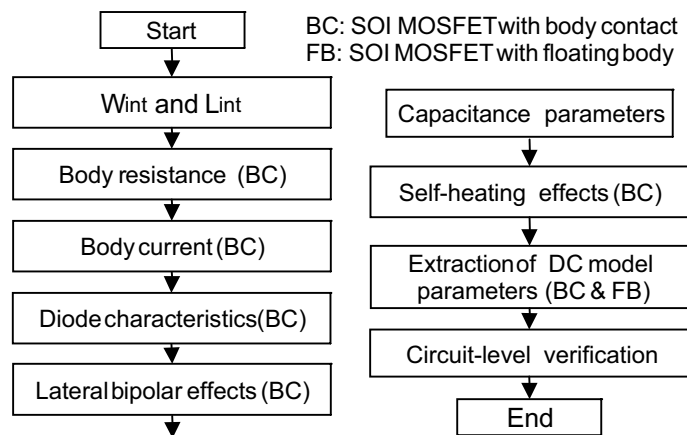 Start
BC: SOI MOSFET with body contact
FB: SOI MOSFET with floating body
Wint and Lint
Body resistance (BC)
Body current (BC)
Diode characteristics(BC)
Lateral bipolar effects (BC)
Capacitance parameters
Self-heating effects (BC)
Extraction of DC model
parameters (BC & FB)
Circuit-level verification
End